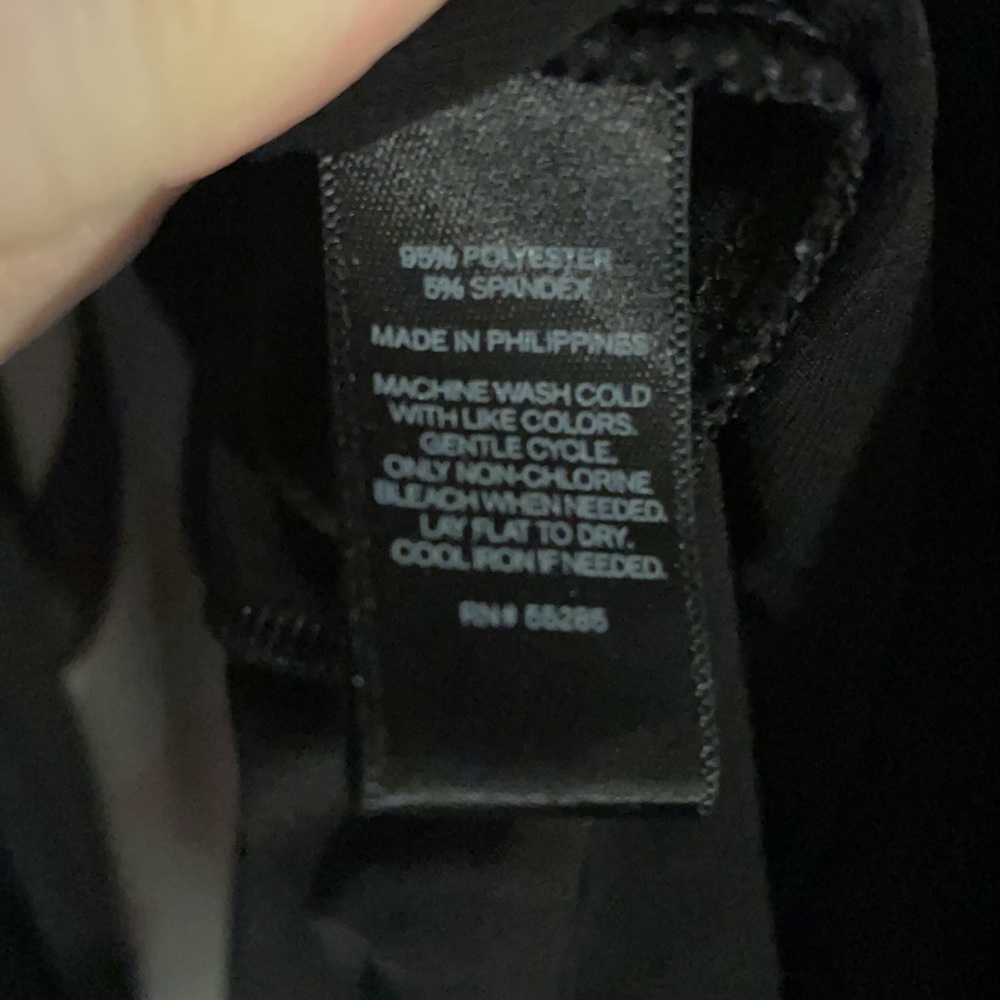 95% POLYESTER
5% SPANDEX
MADE IN PHILIPPINES
MACHINE WASH COLD
WITH LIKE COLORS.
GENTLE CYCLE.
ONLY NON-CHLORINE
BLEACH WHEN NEEDED.
LAY FLAT TO DRY.
COOL IRON IF NEEDED.
RN#